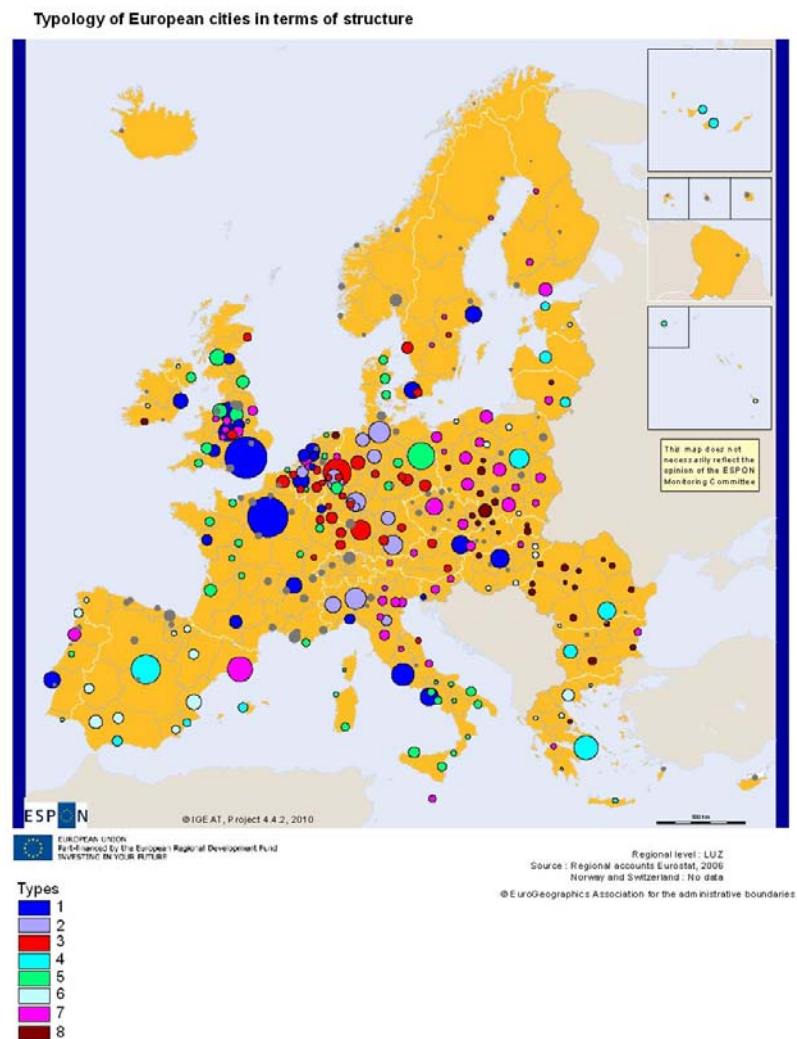 Typology of European cities in terms of structure
This map does not
necessarily reflect the
opinion of the ESPON
Monitoring Committee
ESPON
© IGEAT, Project 4.4.2, 2010
500 km
EUROPEAN UNION
Part-financed by the European Regional Development Fund
INVESTING IN YOUR FUTURE
Regional level : LUZ
Source : Regional accounts Eurostat, 2006
Norway and Switzerland : No data
© EuroGeographics Association for the administrative boundaries
Types
1
2
3
4
5
6
7
8